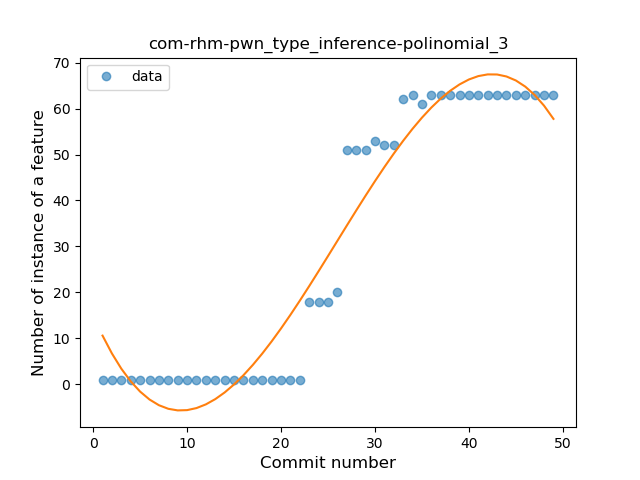 com-rhm-pwn_type_inference-polinomial_3
data
Number of instance of a feature
70
60
50
40
30
20
10
0
0 10 20 30 40 50
Commit number